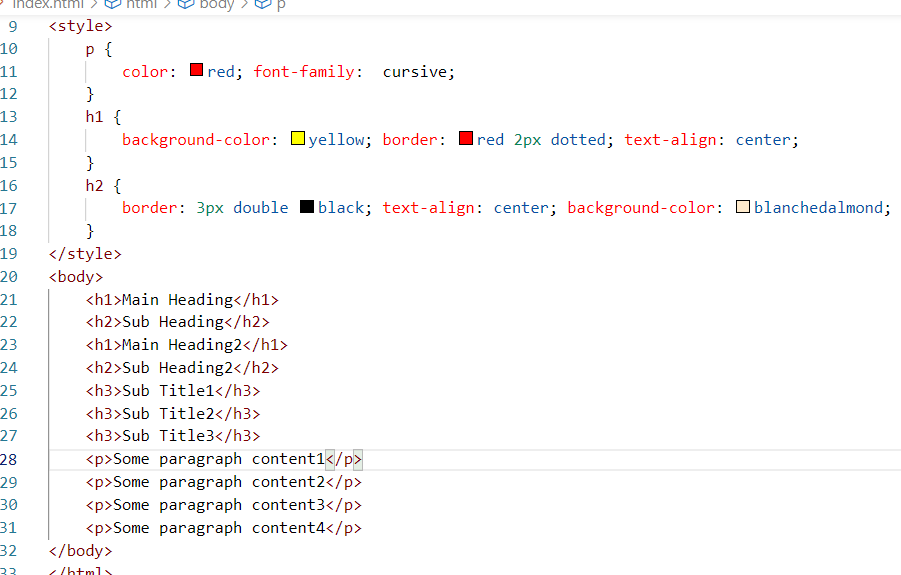 index.html > html > body > p
9 <style>
10 p {
11 color: red; font-family:  cursive;
12 }
13 h1 {
14 background-color: yellow; border: red 2px dotted; text-align: center;
15 }
16 h2 {
17 border: 3px double black; text-align: center; background-color: blanchedalmond;
18 }
19 </style>
20 <body>
21 <h1>Main Heading</h1>
22 <h2>Sub Heading</h2>
23 <h1>Main Heading2</h1>
24 <h2>Sub Heading2</h2>
25 <h3>Sub Title1</h3>
26 <h3>Sub Title2</h3>
27 <h3>Sub Title3</h3>
28 <p>Some paragraph content1</p>
29 <p>Some paragraph content2</p>
30 <p>Some paragraph content3</p>
31 <p>Some paragraph content4</p>
32 </body>
33 </html>